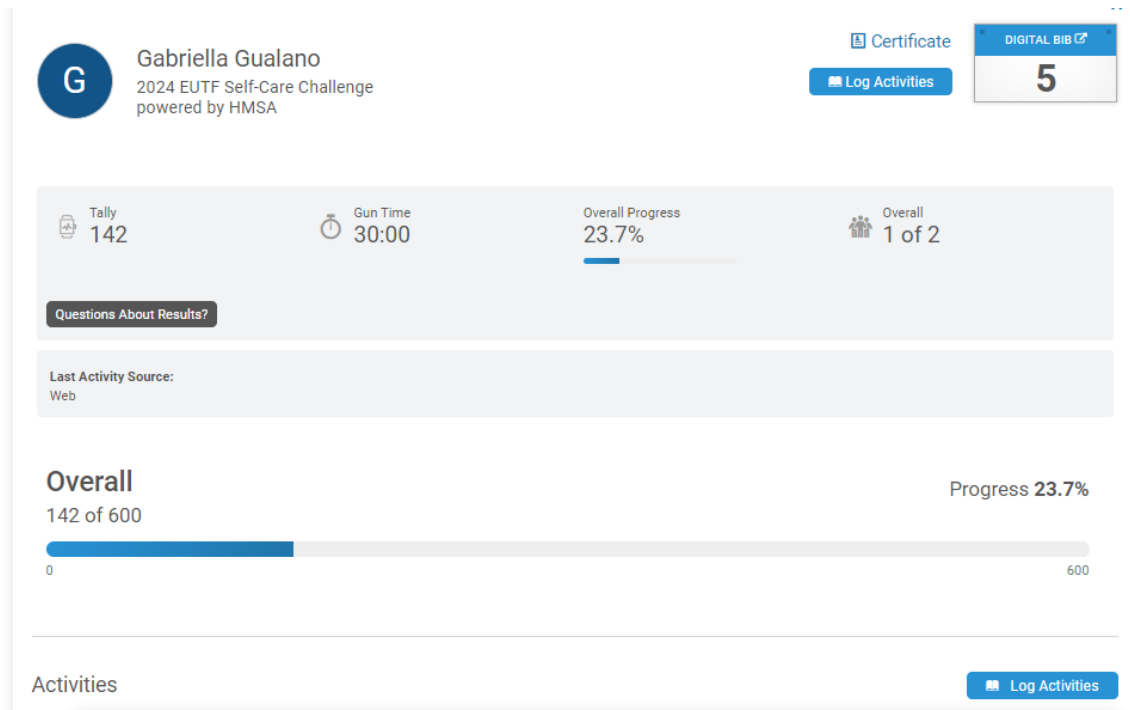 G
Gabriella Gualano
2024 EUTF Self-Care Challenge
powered by HMSA
Certificate
Log Activities
DIGITAL BIB
5
Tally
142
Gun Time
30:00
Overall Progress
23.7%
Overall
1 of 2
Questions About Results?
Last Activity Source:
Web
Overall
142 of 600
Progress 23.7%
0
600
Activities
Log Activities